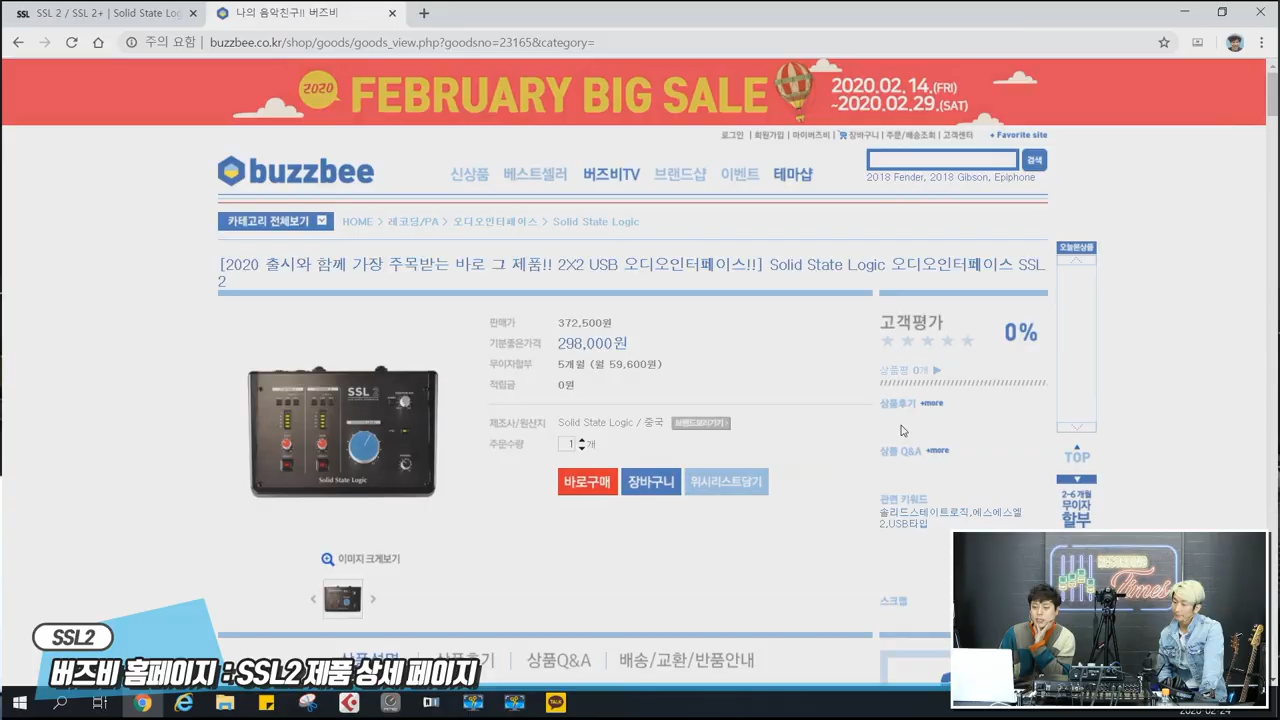 SSL SSL 2 / SSL 2+ | Solid State Log
나의 음악친구!! 버즈비
주의 요함 | buzzbee.co.kr/shop/goods/goods_view.php?goodsno=23165&category=
2020 FEBRUARY BIG SALE 2020.02.14.(FRI)
~2020.02.29.(SAT)
로그인 | 회원가입 | 마이버즈비 | 장바구니 | 주문/배송조회 | 고객센터 + Favorite site
buzzbee 신상품 베스트셀러 버즈비TV 브랜드샵 이벤트 테마샵 검색
2018 Fender, 2018 Gibson, Epiphone
카테고리 전체보기 HOME > 레코딩/PA > 오디오인터페이스 > Solid State Logic
오늘본상품
[2020 출시와 함께 가장 주목받는 바로 그 제품!! 2X2 USB 오디오인터페이스!!] Solid State Logic 오디오인터페이스 SSL
2
판매가 372,500원
기분좋은가격 298,000원
무이자할부 5개월 (월 59,600원)
적립금 0원
제조사/원산지 Solid State Logic / 중국
주문수량 1 개
바로구매 장바구니 위시리스트담기
SSL 2
Solid State Logic
이미지 크게보기
고객평가 0%
상품평 0개
상품후기 +more
상품 Q&A +more
관련 키워드
솔리드스테이트로직,에스에스엘
2,USB타입
스크랩
TOP
2-6 개월
무이자
할부
상품설명 상품후기 | 상품Q&A | 배송/교환/반품안내
SSL2
버즈비 홈페이지 : SSL2 제품 상세 페이지
Times
TALK
2020-02-24